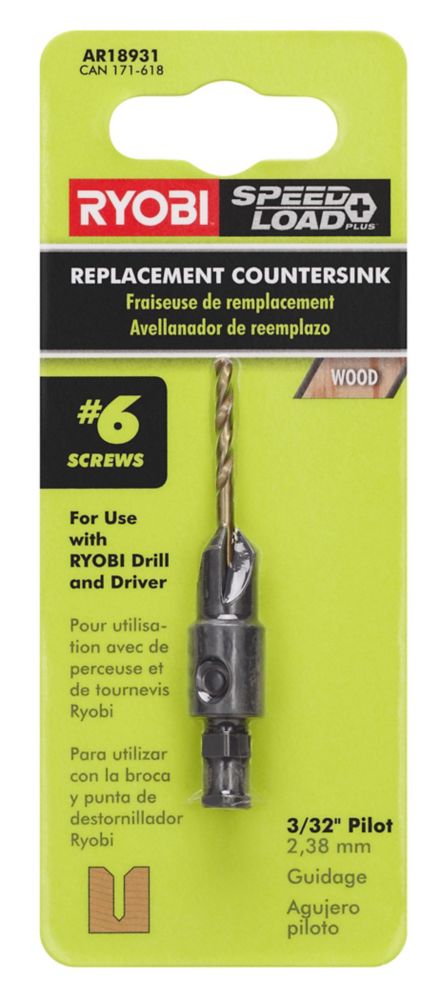 AR18931
CAN 171-618
RYOBI
SPEED
LOAD+
PLUS
REPLACEMENT COUNTERSINK
Fraiseuse de remplacement
Avellanador de reemplazo
WOOD
#6
SCREWS
For Use
with
RYOBI Drill
and Driver
Pour utilisa-
tion avec de
perceuse et
de tournevis
Ryobi
Para utilizar
con la broca
y punta de
destornillador
Ryobi
3/32" Pilot
2,38 mm
Guidage
Agujero
piloto